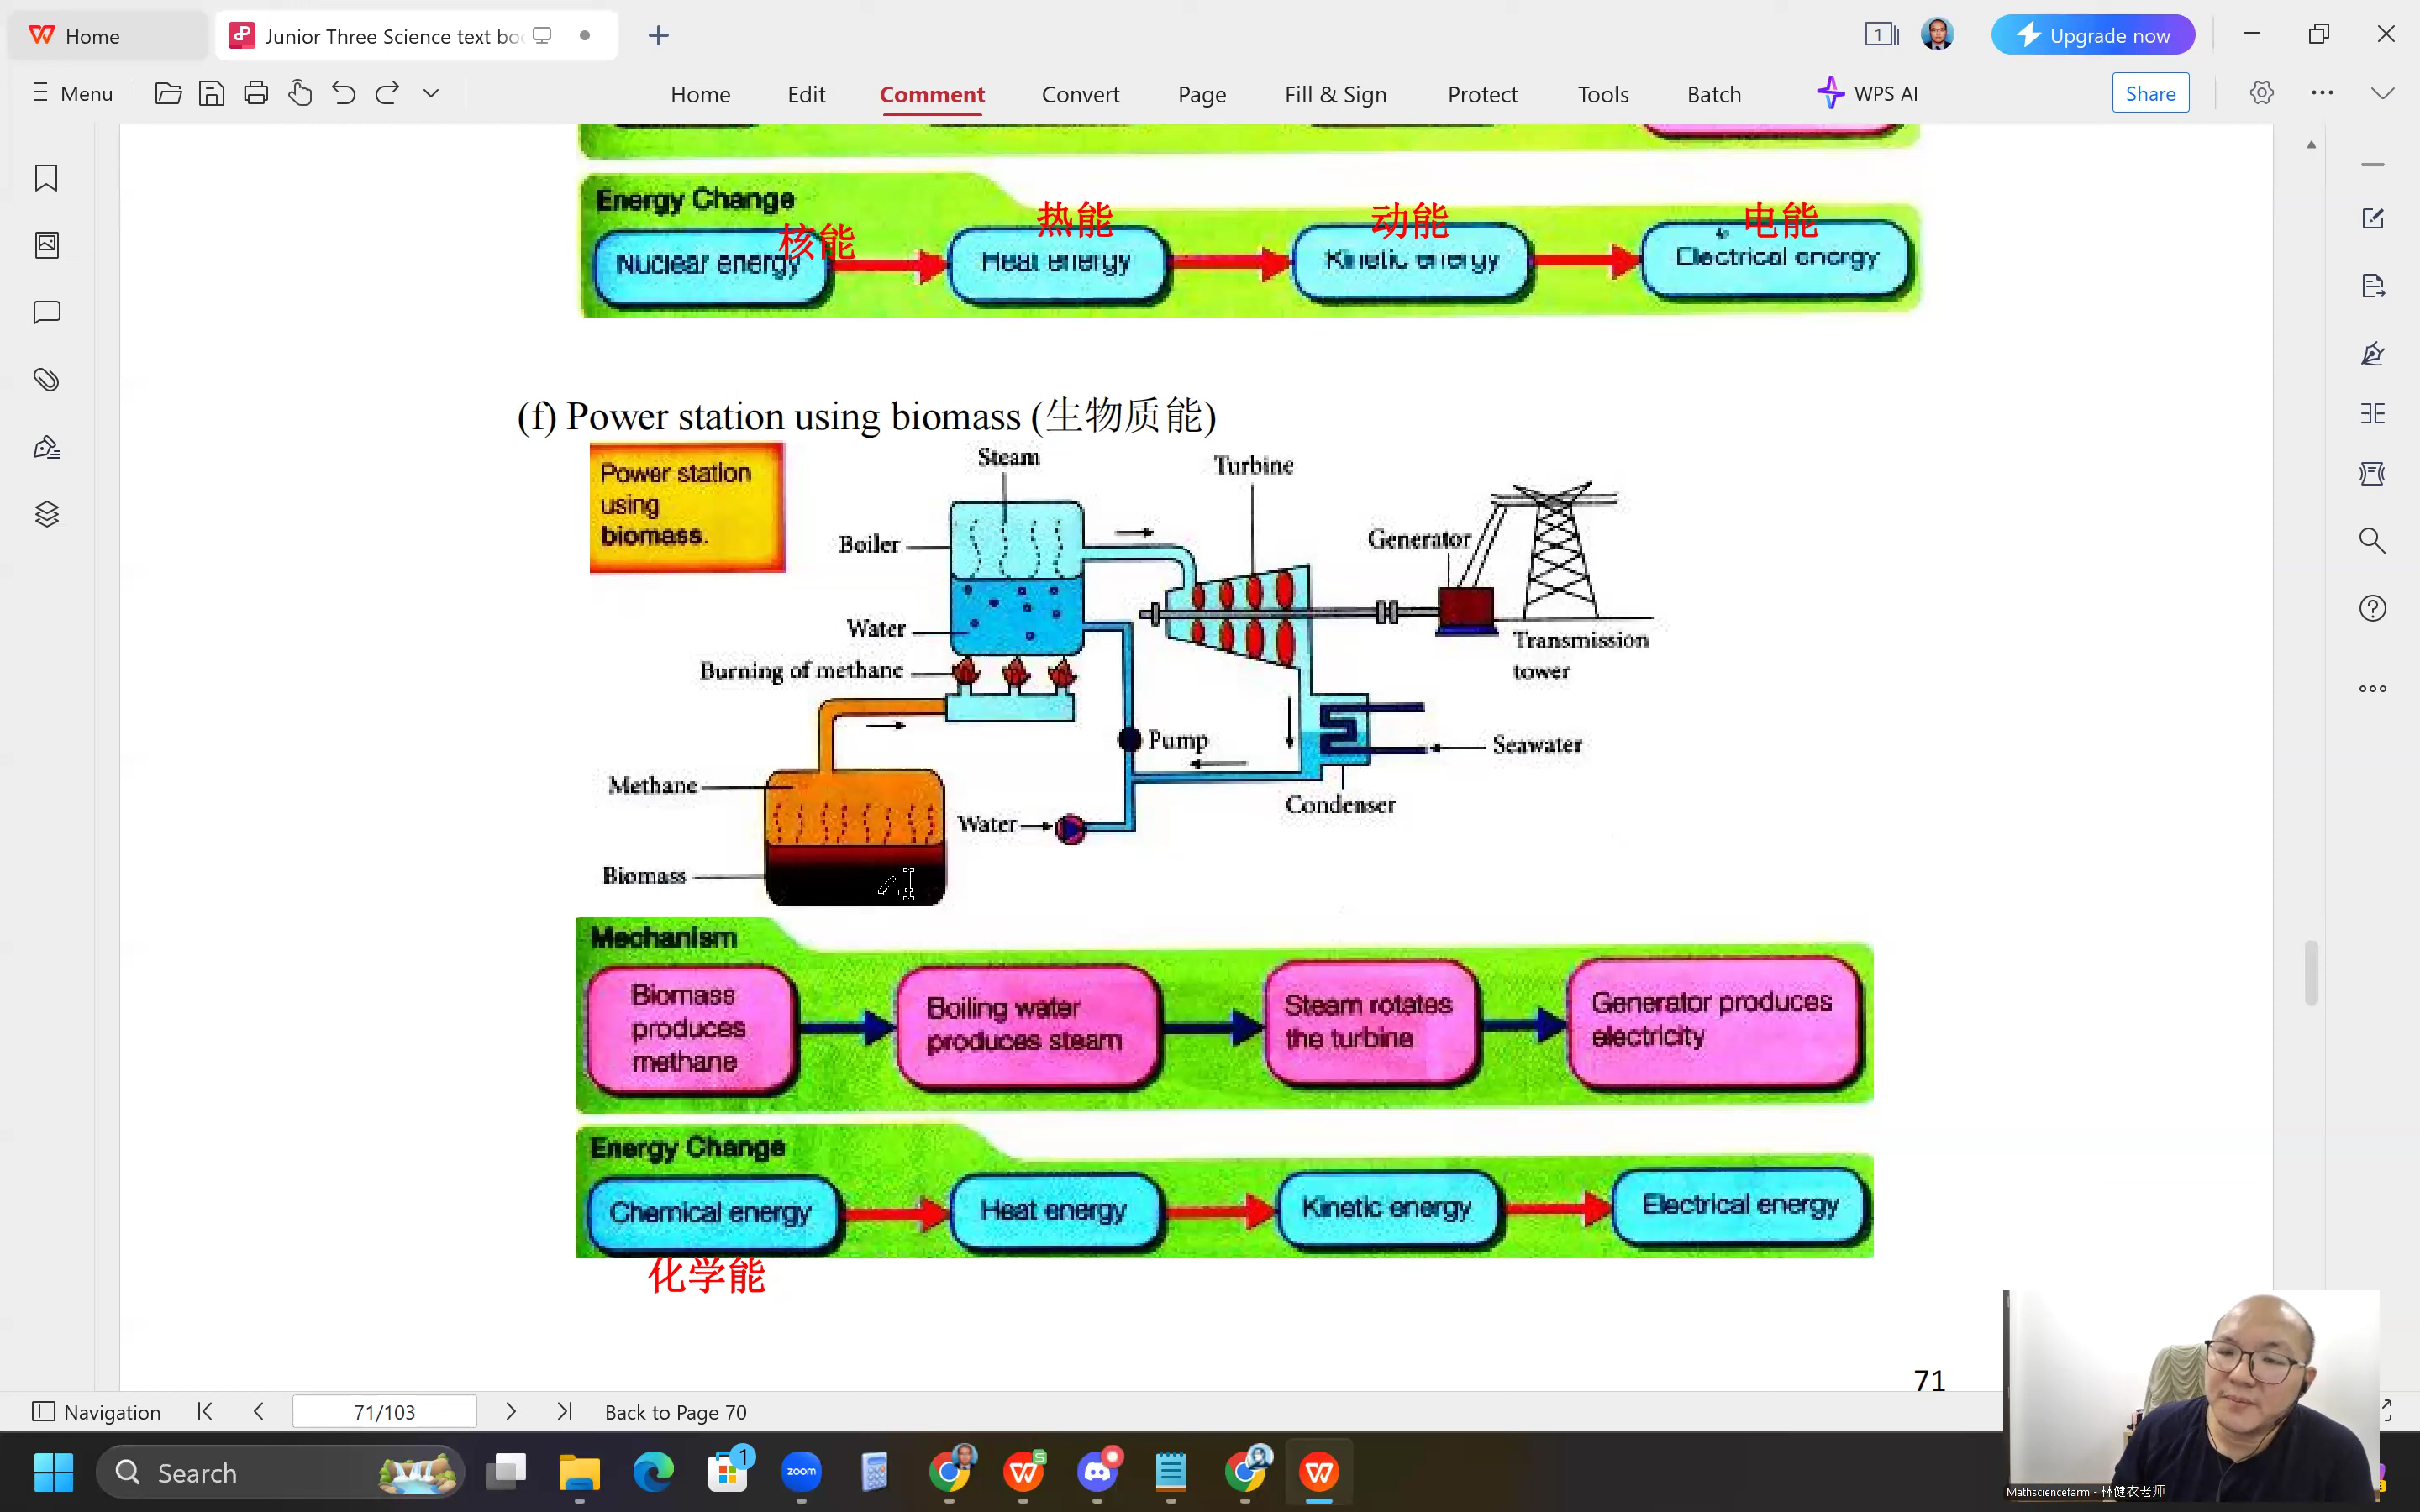 Home
Junior Three Science text boo
1
Upgrade now
Menu
Home
Edit
Comment
Convert
Page
Fill & Sign
Protect
Tools
Batch
WPS AI
Share
Energy Change
核能
热能
动能
电能
Nuclear energy
Heat energy
Kinetic energy
Electrical energy
(f) Power station using biomass (生物质能)
Power station
using
biomass.
Steam
Turbine
Boiler
Generator
Water
Transmission
tower
Burning of methane
Pump
Seawater
Methane
Condenser
Water
Biomass
Mechanism
Biomass
produces
methane
Boiling water
produces steam
Steam rotates
the turbine
Generator produces
electricity
Energy Change
Chemical energy
Heat energy
Kinetic energy
Electrical energy
化学能
71
Navigation
71/103
Back to Page 70
Search
1
zoom
Mathsciencefarm - 林健农老师